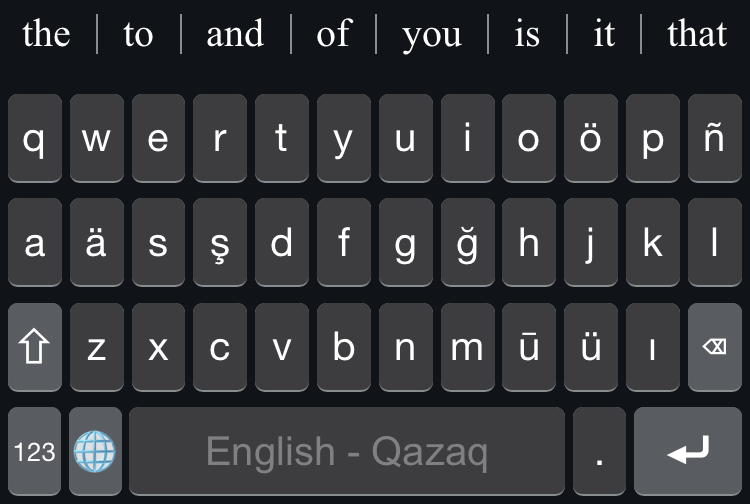 the to and of you is it that
q w e r t y u i o ö p ñ
a ä s ş d f g ğ h j k l
z x c v b n m ū ü ı
123 English - Qazaq .